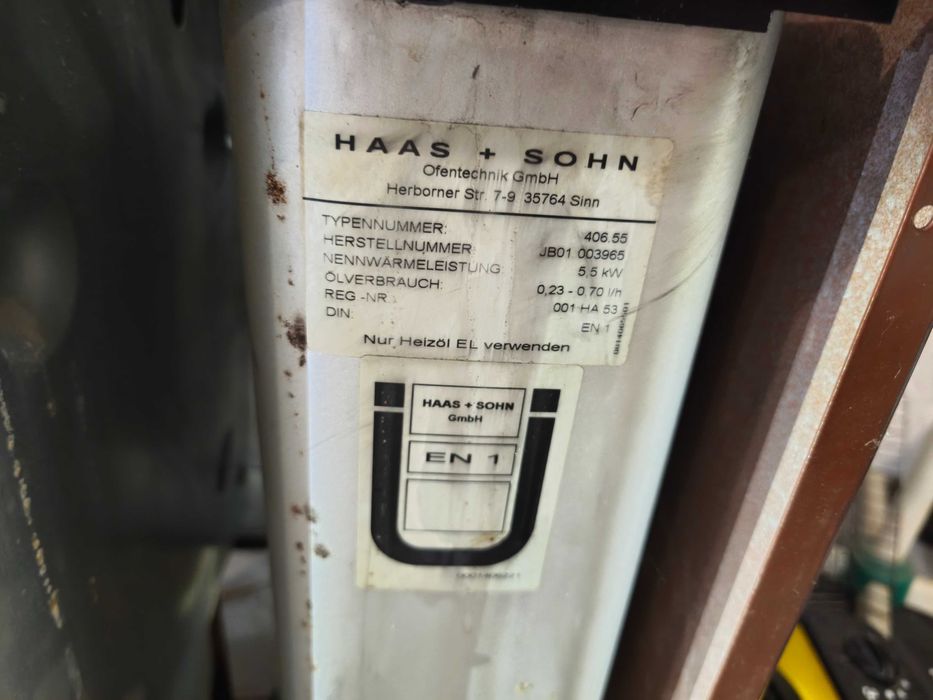 HAAS + SOHN
Ofentechnik GmbH
Herborner Str. 7-9 35764 Sinn
TYPENNUMMER: 406.55
HERSTELLNUMMER JB01 003965
NENNWÄRMELEISTUNG 5,5 kW
ÖLVERBRAUCH: 0,23 - 0,70 l/h
REG.-NR.: 001 HA 53
DIN: EN 1
Nur Heizöl EL verwenden
HAAS + SOHN
GmbH
EN 1